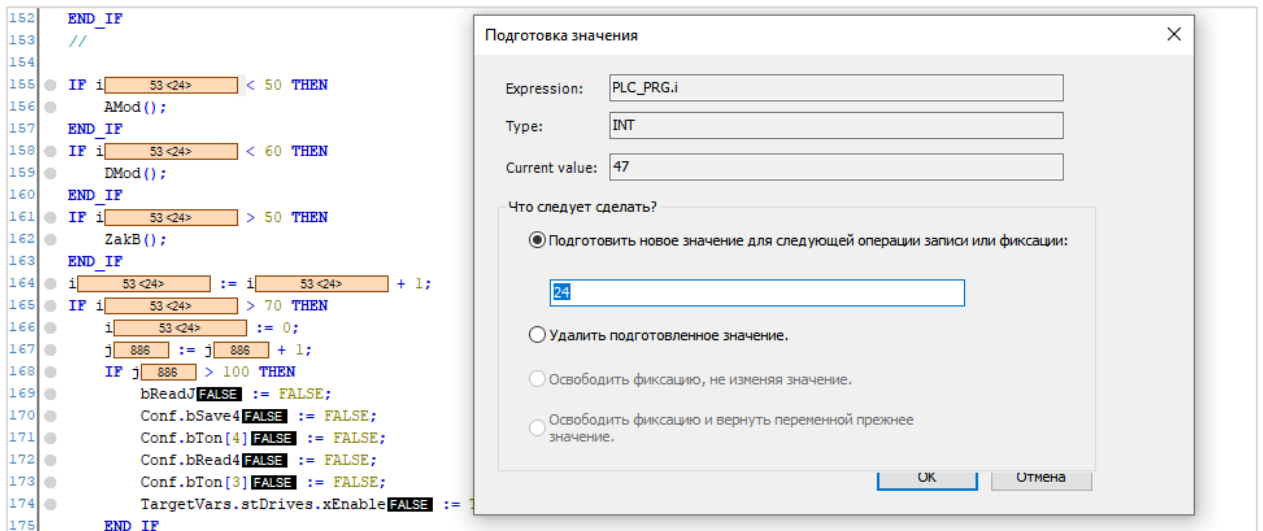 152 END_IF
153 //
154
155 IF i 53 <24> < 50 THEN
156 AMod();
157 END_IF
158 IF i 53 <24> < 60 THEN
159 DMod();
160 END_IF
161 IF i 53 <24> > 50 THEN
162 ZakB();
163 END_IF
164 i 53 <24> := i 53 <24> + 1;
165 IF i 53 <24> > 70 THEN
166 i 53 <24> := 0;
167 j 886 := j 886 + 1;
168 IF j 886 > 100 THEN
169 bReadJ FALSE := FALSE;
170 Conf.bSave4 FALSE := FALSE;
171 Conf.bTon[4] FALSE := FALSE;
172 Conf.bRead4 FALSE := FALSE;
173 Conf.bTon[3] FALSE := FALSE;
174 TargetVars.stDrives.xEnable FALSE :=
175 END_IF
Подготовка значения
Expression: PLC_PRG.i
Type: INT
Current value: 47
Что следует сделать?
Подготовить новое значение для следующей операции записи или фиксации:
24
Удалить подготовленное значение.
Освободить фиксацию, не изменяя значение.
Освободить фиксацию и вернуть переменной прежнее
значение.
ОК Отмена